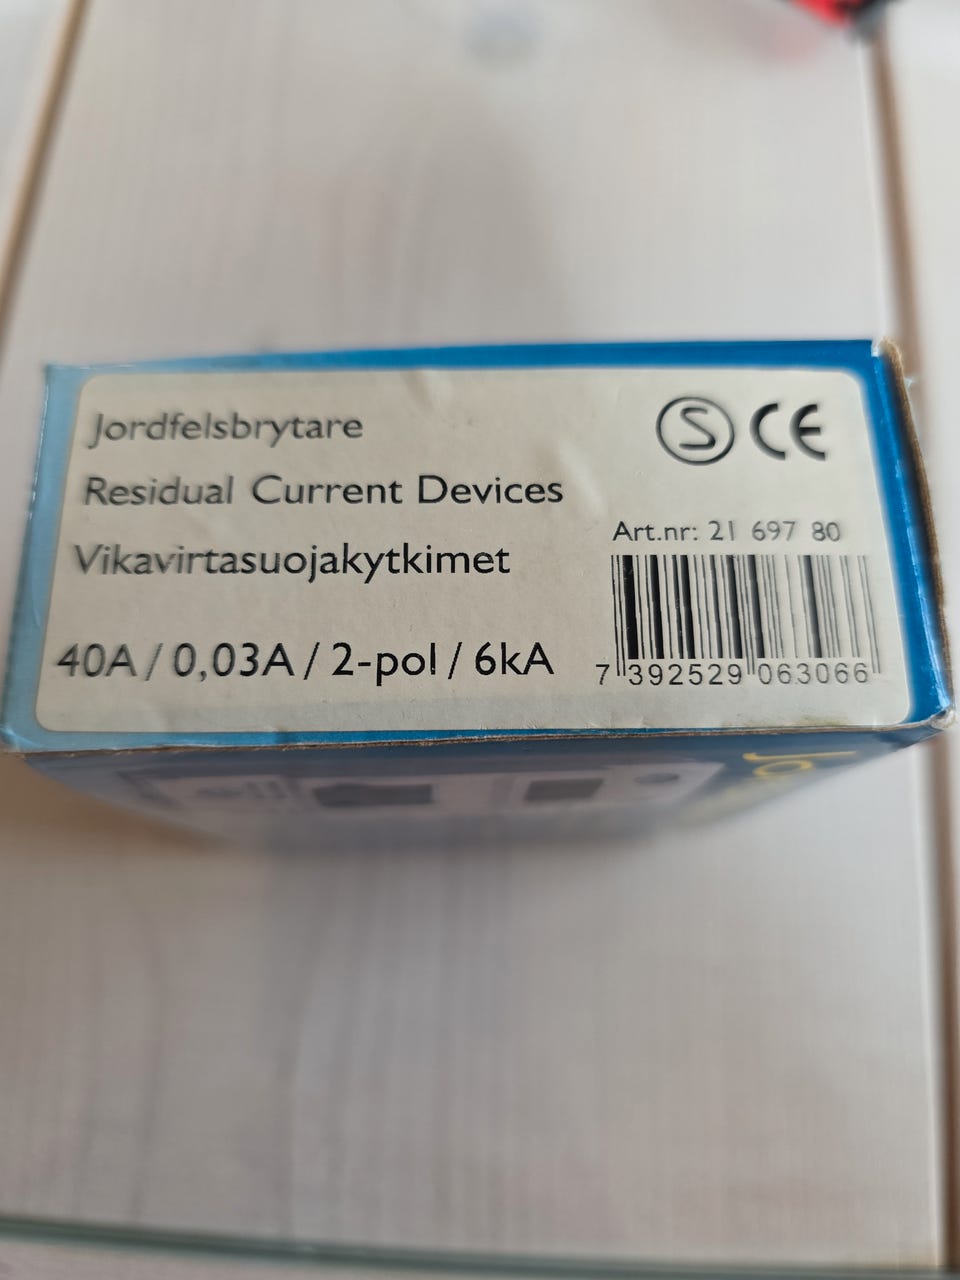 Jordfelsbrytare
Residual Current Devices
Vikavirtasuojakytkimet
40A / 0,03A / 2-pol / 6kA
S CE
Art.nr: 21 697 80
7 392529 063066